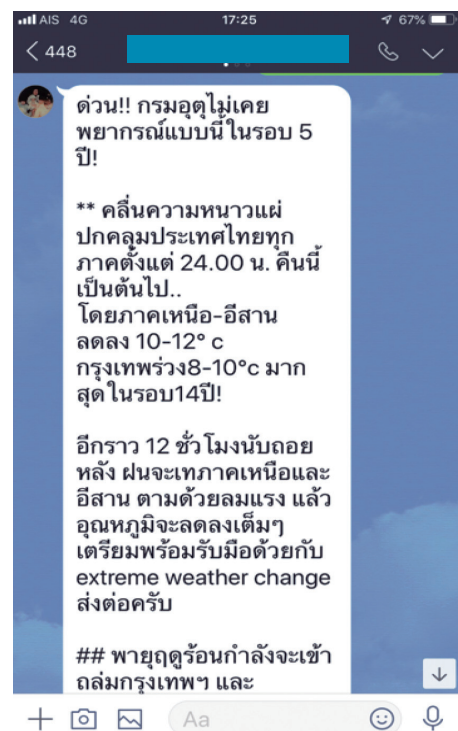 AIS 4G 17:25 67%
448
ด่วน!! กรมอุตุไม่เคย
พยากรณ์แบบนี้ในรอบ 5
ปี!
** คลื่นความหนาวแผ่
ปกคลุมประเทศไทยทุก
ภาคตั้งแต่ 24.00 น. คืนนี้
เป็นต้นไป..
โดยภาคเหนือ-อีสาน
ลดลง 10-12° c
กรุงเทพร่วง8-10°c มาก
สุดในรอบ14ปี!
อีกราว 12 ชั่วโมงนับถอย
หลัง ฝนจะเทภาคเหนือและ
อีสาน ตามด้วยลมแรง แล้ว
อุณหภูมิจะลดลงเต็มๆ
เตรียมพร้อมรับมือด้วยกับ
extreme weather change
ส่งต่อครับ
## พายุฤดูร้อนกำลังจะเข้า
ถล่มกรุงเทพฯ และ
Aa